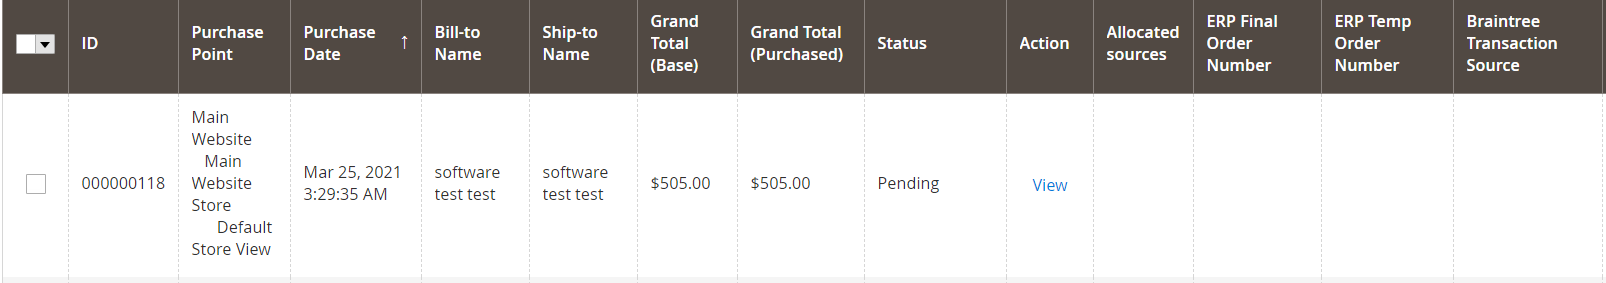 ID
Purchase
Point
Purchase
Date
↑
Bill-to
Name
Ship-to
Name
Grand
Total
(Base)
Grand Total
(Purchased)
Status
Action
Allocated
sources
ERP Final
Order
Number
ERP Temp
Order
Number
Braintree
Transaction
Source
000000118
Main
Website
Main
Website
Store
Default
Store View
Mar 25, 2021
3:29:35 AM
software
test test
software
test test
$505.00
$505.00
Pending
View